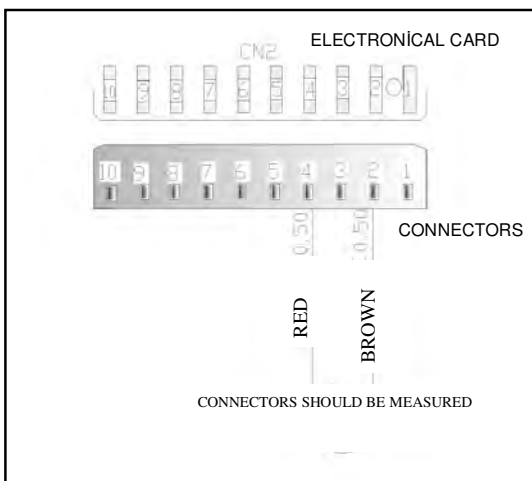 CN2 ELECTRONİCAL CARD
10 9 8 7 6 5 4 3 2 1
10 9 8 7 6 5 4 3 2 1
CONNECTORS
0.50 0.50
RED BROWN
CONNECTORS SHOULD BE MEASURED